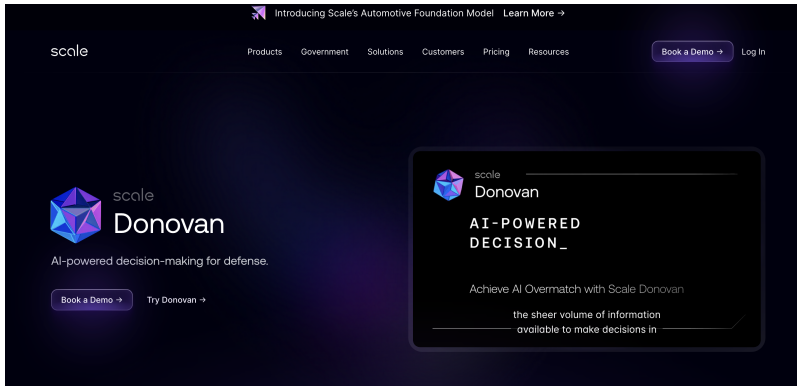 Introducing Scale's Automotive Foundation Model Learn More →
scale
Products Government Solutions Customers Pricing Resources
Book a Demo → Log In
scale
Donovan
AI-powered decision-making for defense.
Book a Demo → Try Donovan →
scale
Donovan
AI-POWERED
DECISION_
Achieve AI Overmatch with Scale Donovan
the sheer volume of information
available to make decisions in